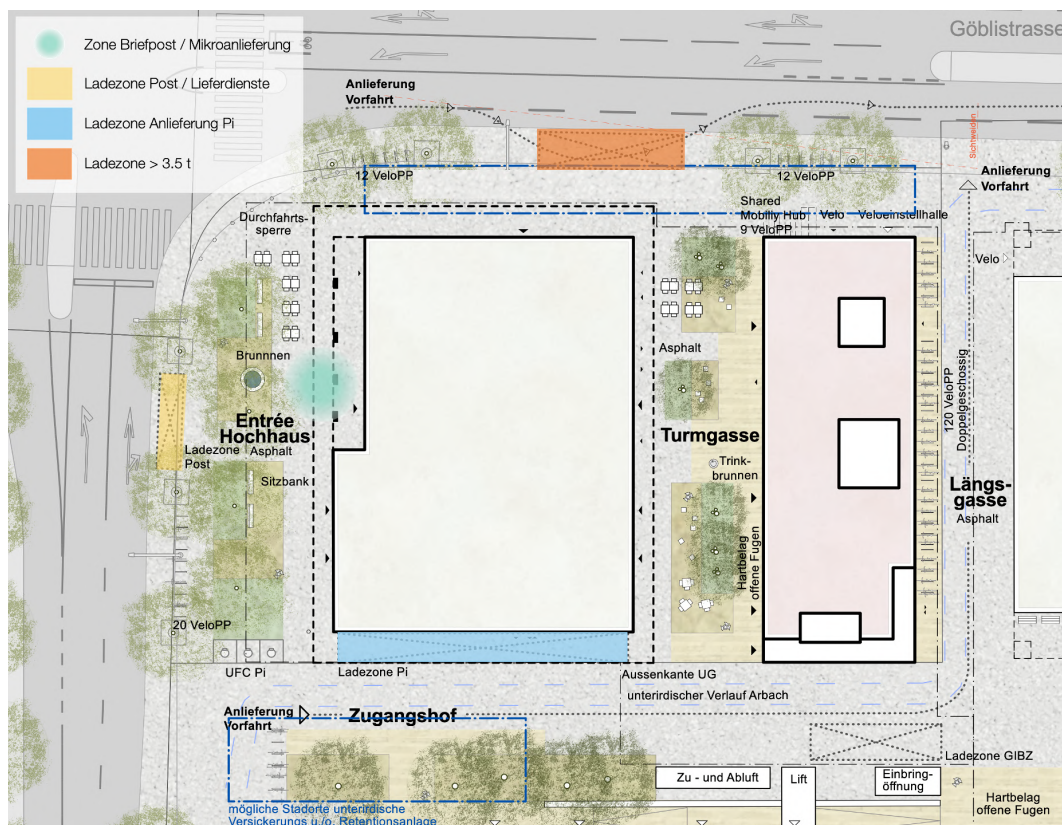 Göblistrasse
Zone Briefpost / Mikroanlieferung
Ladezone Post / Lieferdienste
Ladezone Anlieferung Pi
Ladezone > 3.5 t
Anlieferung
Vorfahrt
Sichtweiden
12 VeloPP
12 VeloPP
Anlieferung
Vorfahrt
Durchfahrts-
sperre
Shared
Mobiliy Hub
9 VeloPP
Velo
Veloeinstellhalle
Velo
Brunnnen
Asphalt
Entrée
Hochhaus
Asphalt
Ladezone
Post
Sitzbank
Turmgasse
Trink-
brunnen
120 VeloPP
Doppelgeschossig
Längs-
gasse
Asphalt
Hartbelag
offene Fugen
20 VeloPP
UFC Pi
Ladezone Pi
Aussenkante UG
unterirdischer Verlauf Arbach
Anlieferung
Vorfahrt
Zugangshof
Ladezone GIBZ
Zu - und Abluft
Lift
Einbring-
öffnung
Hartbelag
offene Fugen
mögliche Stadorte unterirdische
Versickerungs u./o. Retentionsanlage